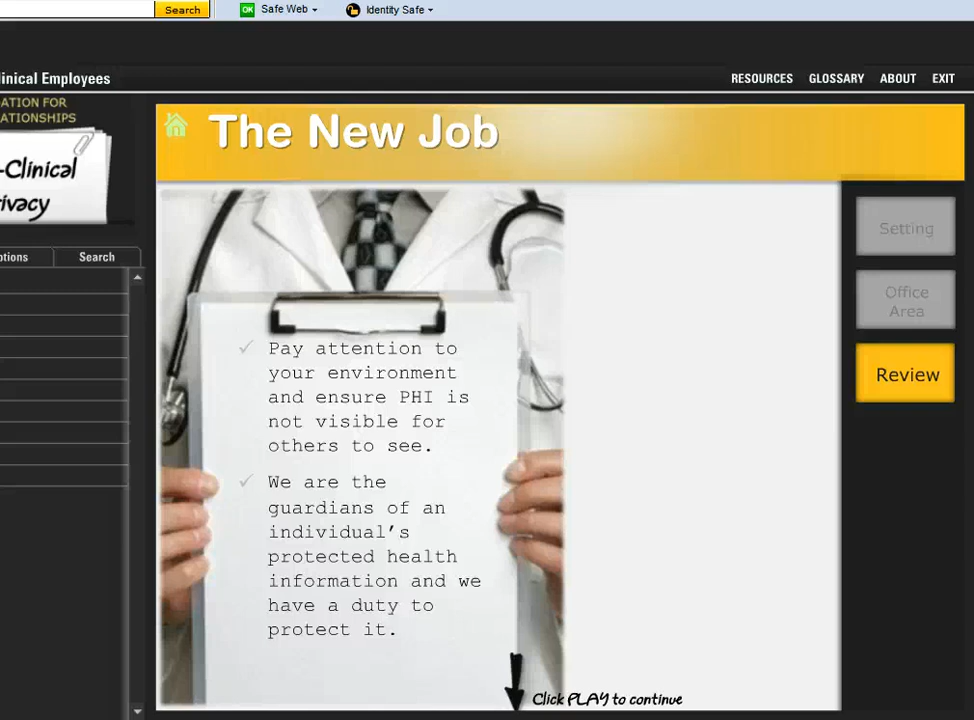 Search
OK Safe Web
Identity Safe
linical Employees
RESOURCES GLOSSARY ABOUT EXIT
ATION FOR
ATIONSHIPS
-Clinical
ivacy
The New Job
Setting
Office
Area
Review
ptions
Search
Pay attention to
your environment
and ensure PHI is
not visible for
others to see.
We are the
guardians of an
individual's
protected health
information and we
have a duty to
protect it.
Click PLAY to continue